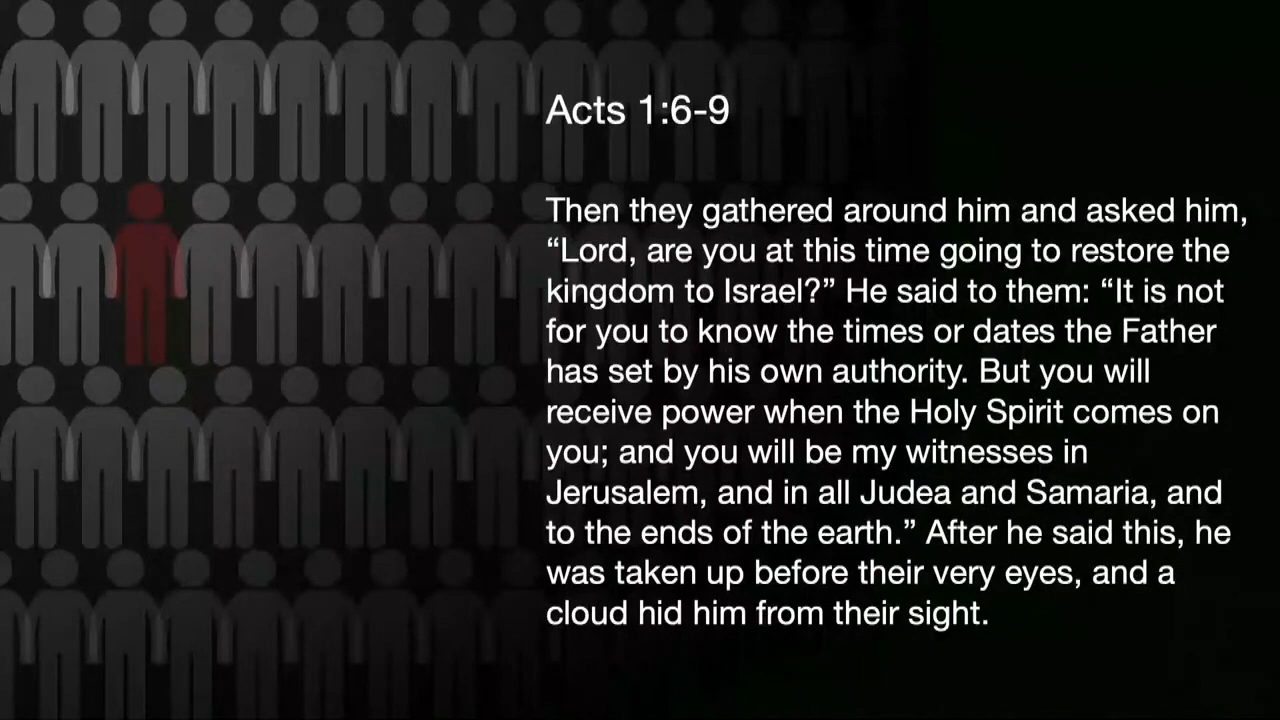 Acts 1:6-9
Then they gathered around him and asked him,
“Lord, are you at this time going to restore the
kingdom to Israel?” He said to them: “It is not
for you to know the times or dates the Father
has set by his own authority. But you will
receive power when the Holy Spirit comes on
you; and you will be my witnesses in
Jerusalem, and in all Judea and Samaria, and
to the ends of the earth.” After he said this, he
was taken up before their very eyes, and a
cloud hid him from their sight.